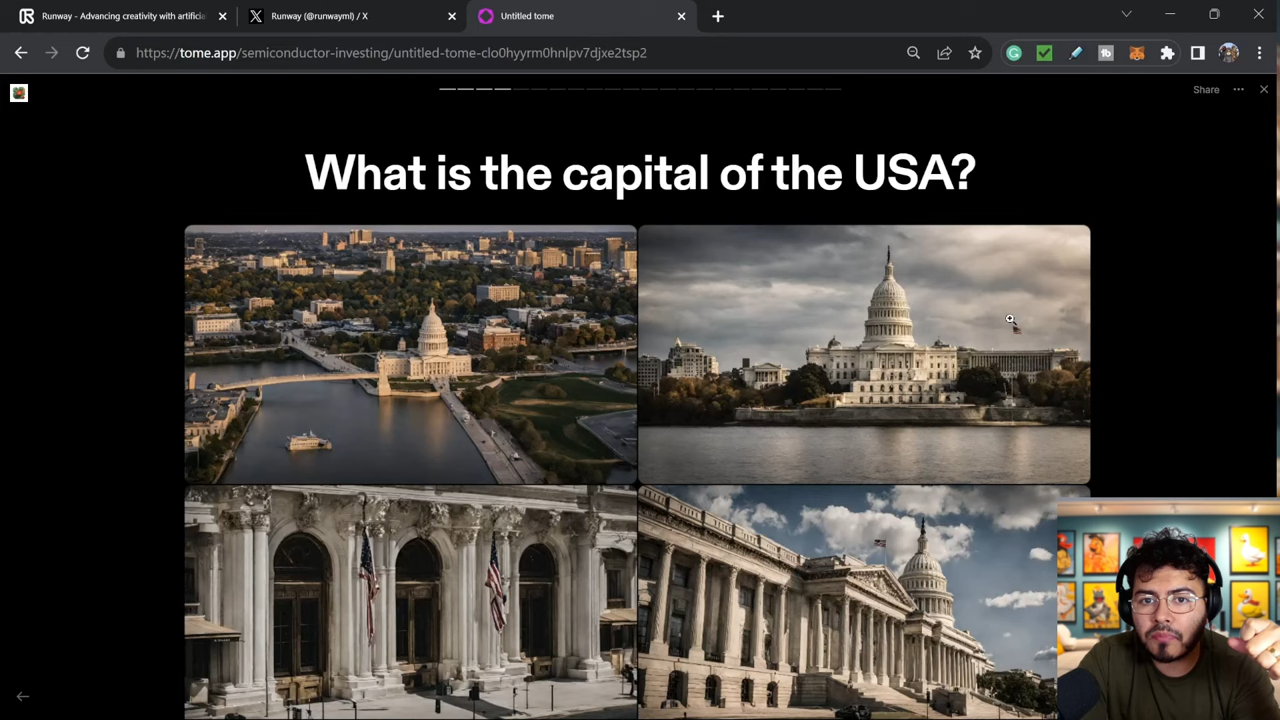 Runway - Advancing creativity with artificia
Runway (@runwayml) / X
Untitled tome
https://tome.app/semiconductor-investing/untitled-tome-clo0hyyrm0hnlpv7djxe2tsp2
Share
What is the capital of the USA?